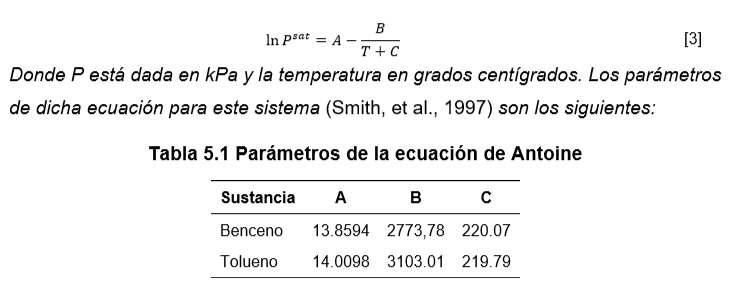 ln P^sat = A − B / (T + C) [3]
Donde P está dada en kPa y la temperatura en grados centígrados. Los parámetros
de dicha ecuación para este sistema (Smith, et al., 1997) son los siguientes:
Tabla 5.1 Parámetros de la ecuación de Antoine
Sustancia A B C
Benceno 13.8594 2773,78 220.07
Tolueno 14.0098 3103.01 219.79